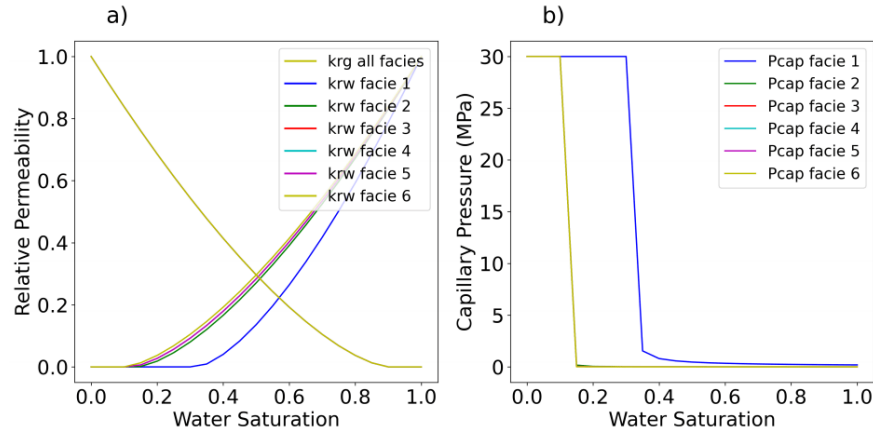 a)
b)
1.0
0.8
0.6
0.4
0.2
0.0
Relative Permeability
krg all facies
krw facie 1
krw facie 2
krw facie 3
krw facie 4
krw facie 5
krw facie 6
0.0 0.2 0.4 0.6 0.8 1.0
Water Saturation
30
25
20
15
10
5
0
Capillary Pressure (MPa)
Pcap facie 1
Pcap facie 2
Pcap facie 3
Pcap facie 4
Pcap facie 5
Pcap facie 6
0.0 0.2 0.4 0.6 0.8 1.0
Water Saturation